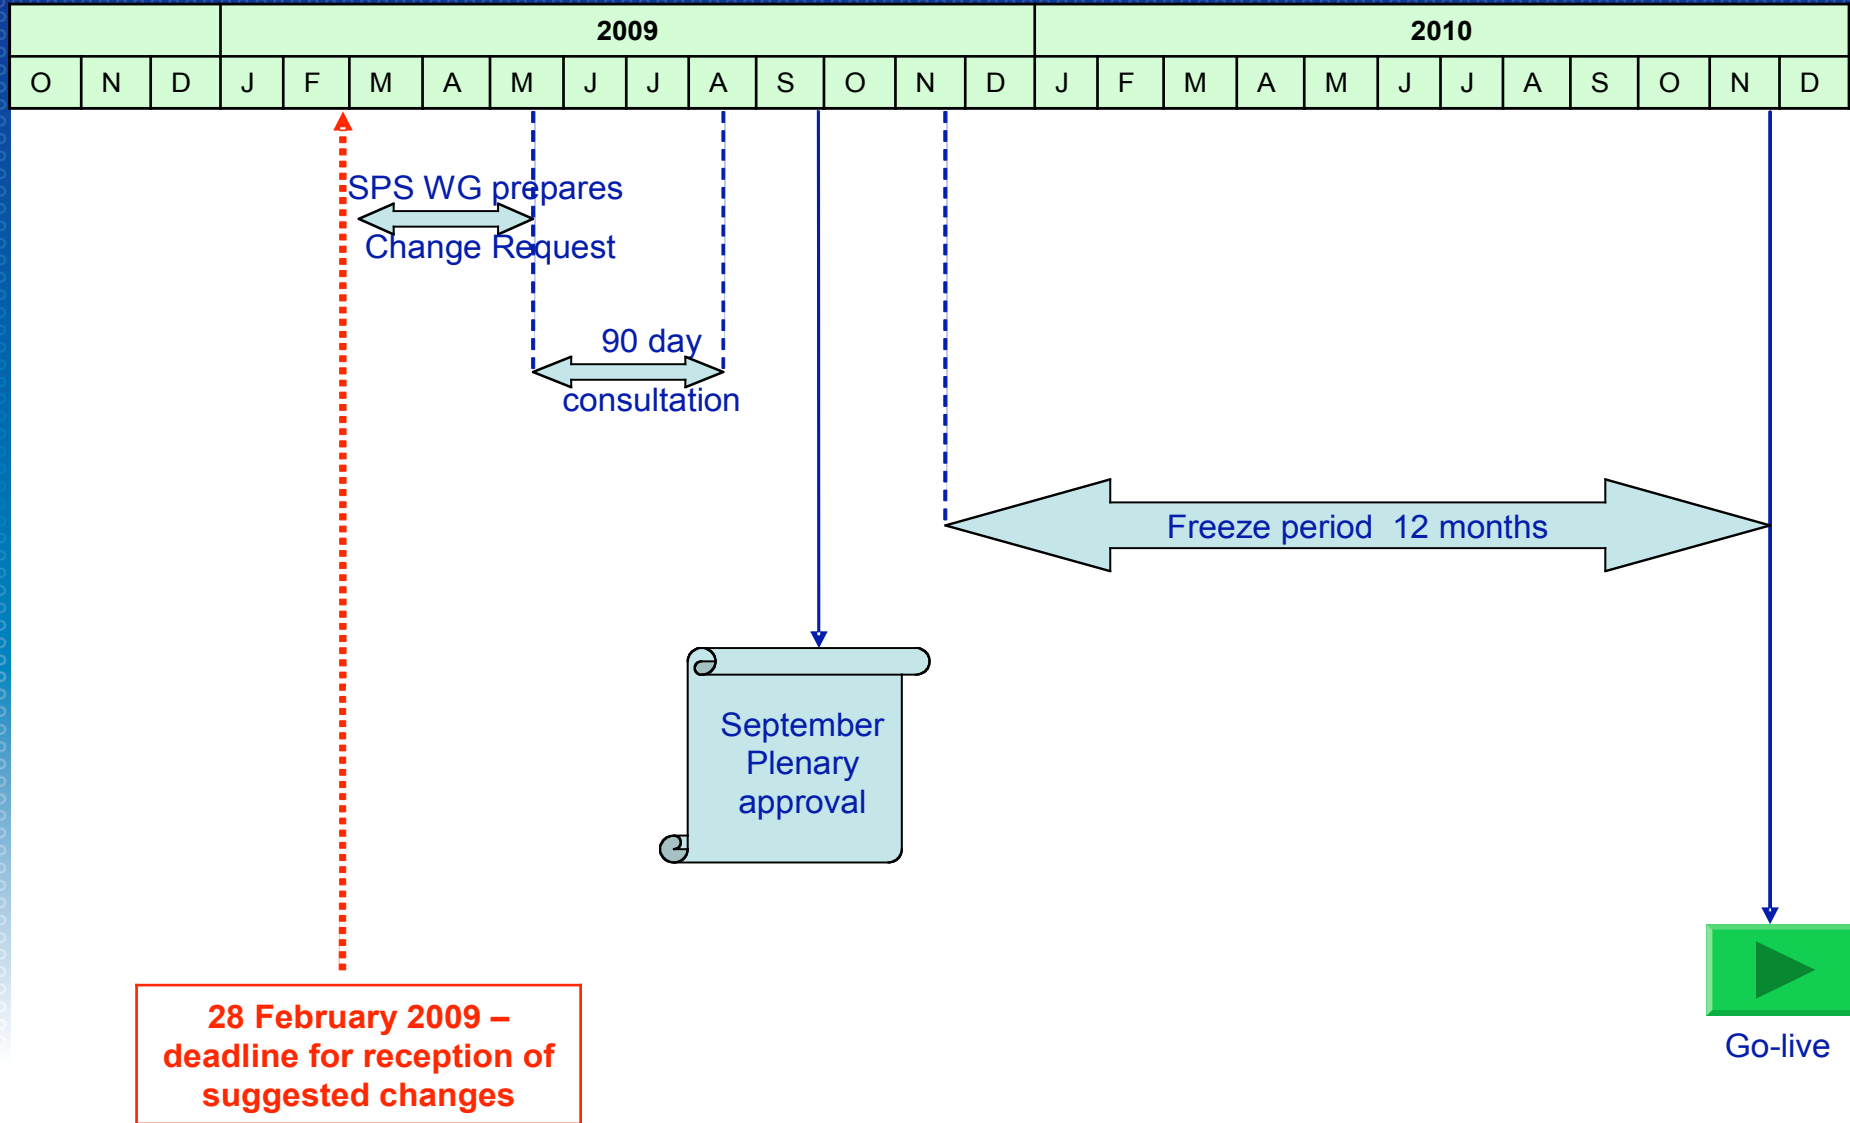 2009 2010
O N D J F M A M J J A S O N D J F M A M J J A S O N D
SPS WG prepares
Change Request
90 day
consultation
Freeze period 12 months
September
Plenary
approval
28 February 2009 –
deadline for reception of
suggested changes
Go-live